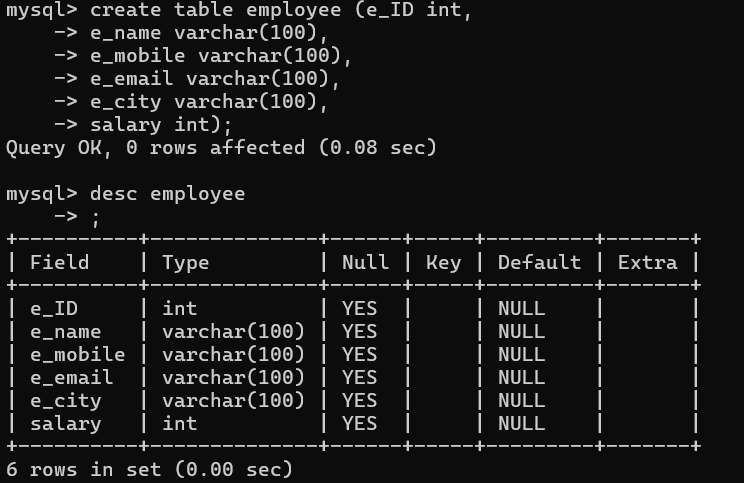 mysql> create table employee (e_ID int,
    -> e_name varchar(100),
    -> e_mobile varchar(100),
    -> e_email varchar(100),
    -> e_city varchar(100),
    -> salary int);
Query OK, 0 rows affected (0.08 sec)

mysql> desc employee
    -> ;
+----------+--------------+------+-----+---------+-------+
| Field    | Type         | Null | Key | Default | Extra |
+----------+--------------+------+-----+---------+-------+
| e_ID     | int          | YES  |     | NULL    |       |
| e_name   | varchar(100) | YES  |     | NULL    |       |
| e_mobile | varchar(100) | YES  |     | NULL    |       |
| e_email  | varchar(100) | YES  |     | NULL    |       |
| e_city   | varchar(100) | YES  |     | NULL    |       |
| salary   | int          | YES  |     | NULL    |       |
+----------+--------------+------+-----+---------+-------+
6 rows in set (0.00 sec)